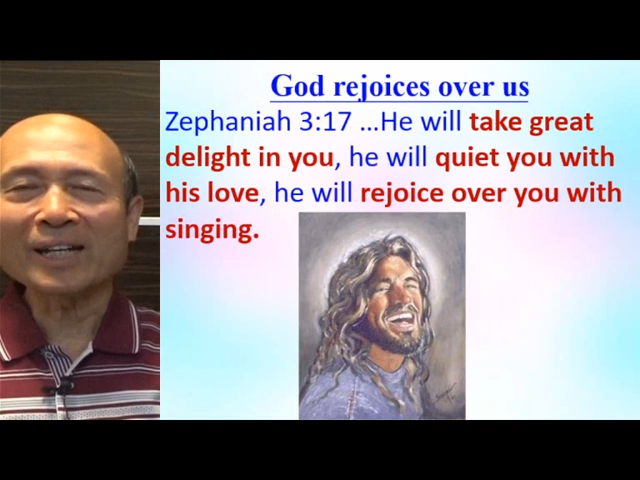 God rejoices over us
Zephaniah 3:17 ...He will take great
delight in you, he will quiet you with
his love, he will rejoice over you with
singing.